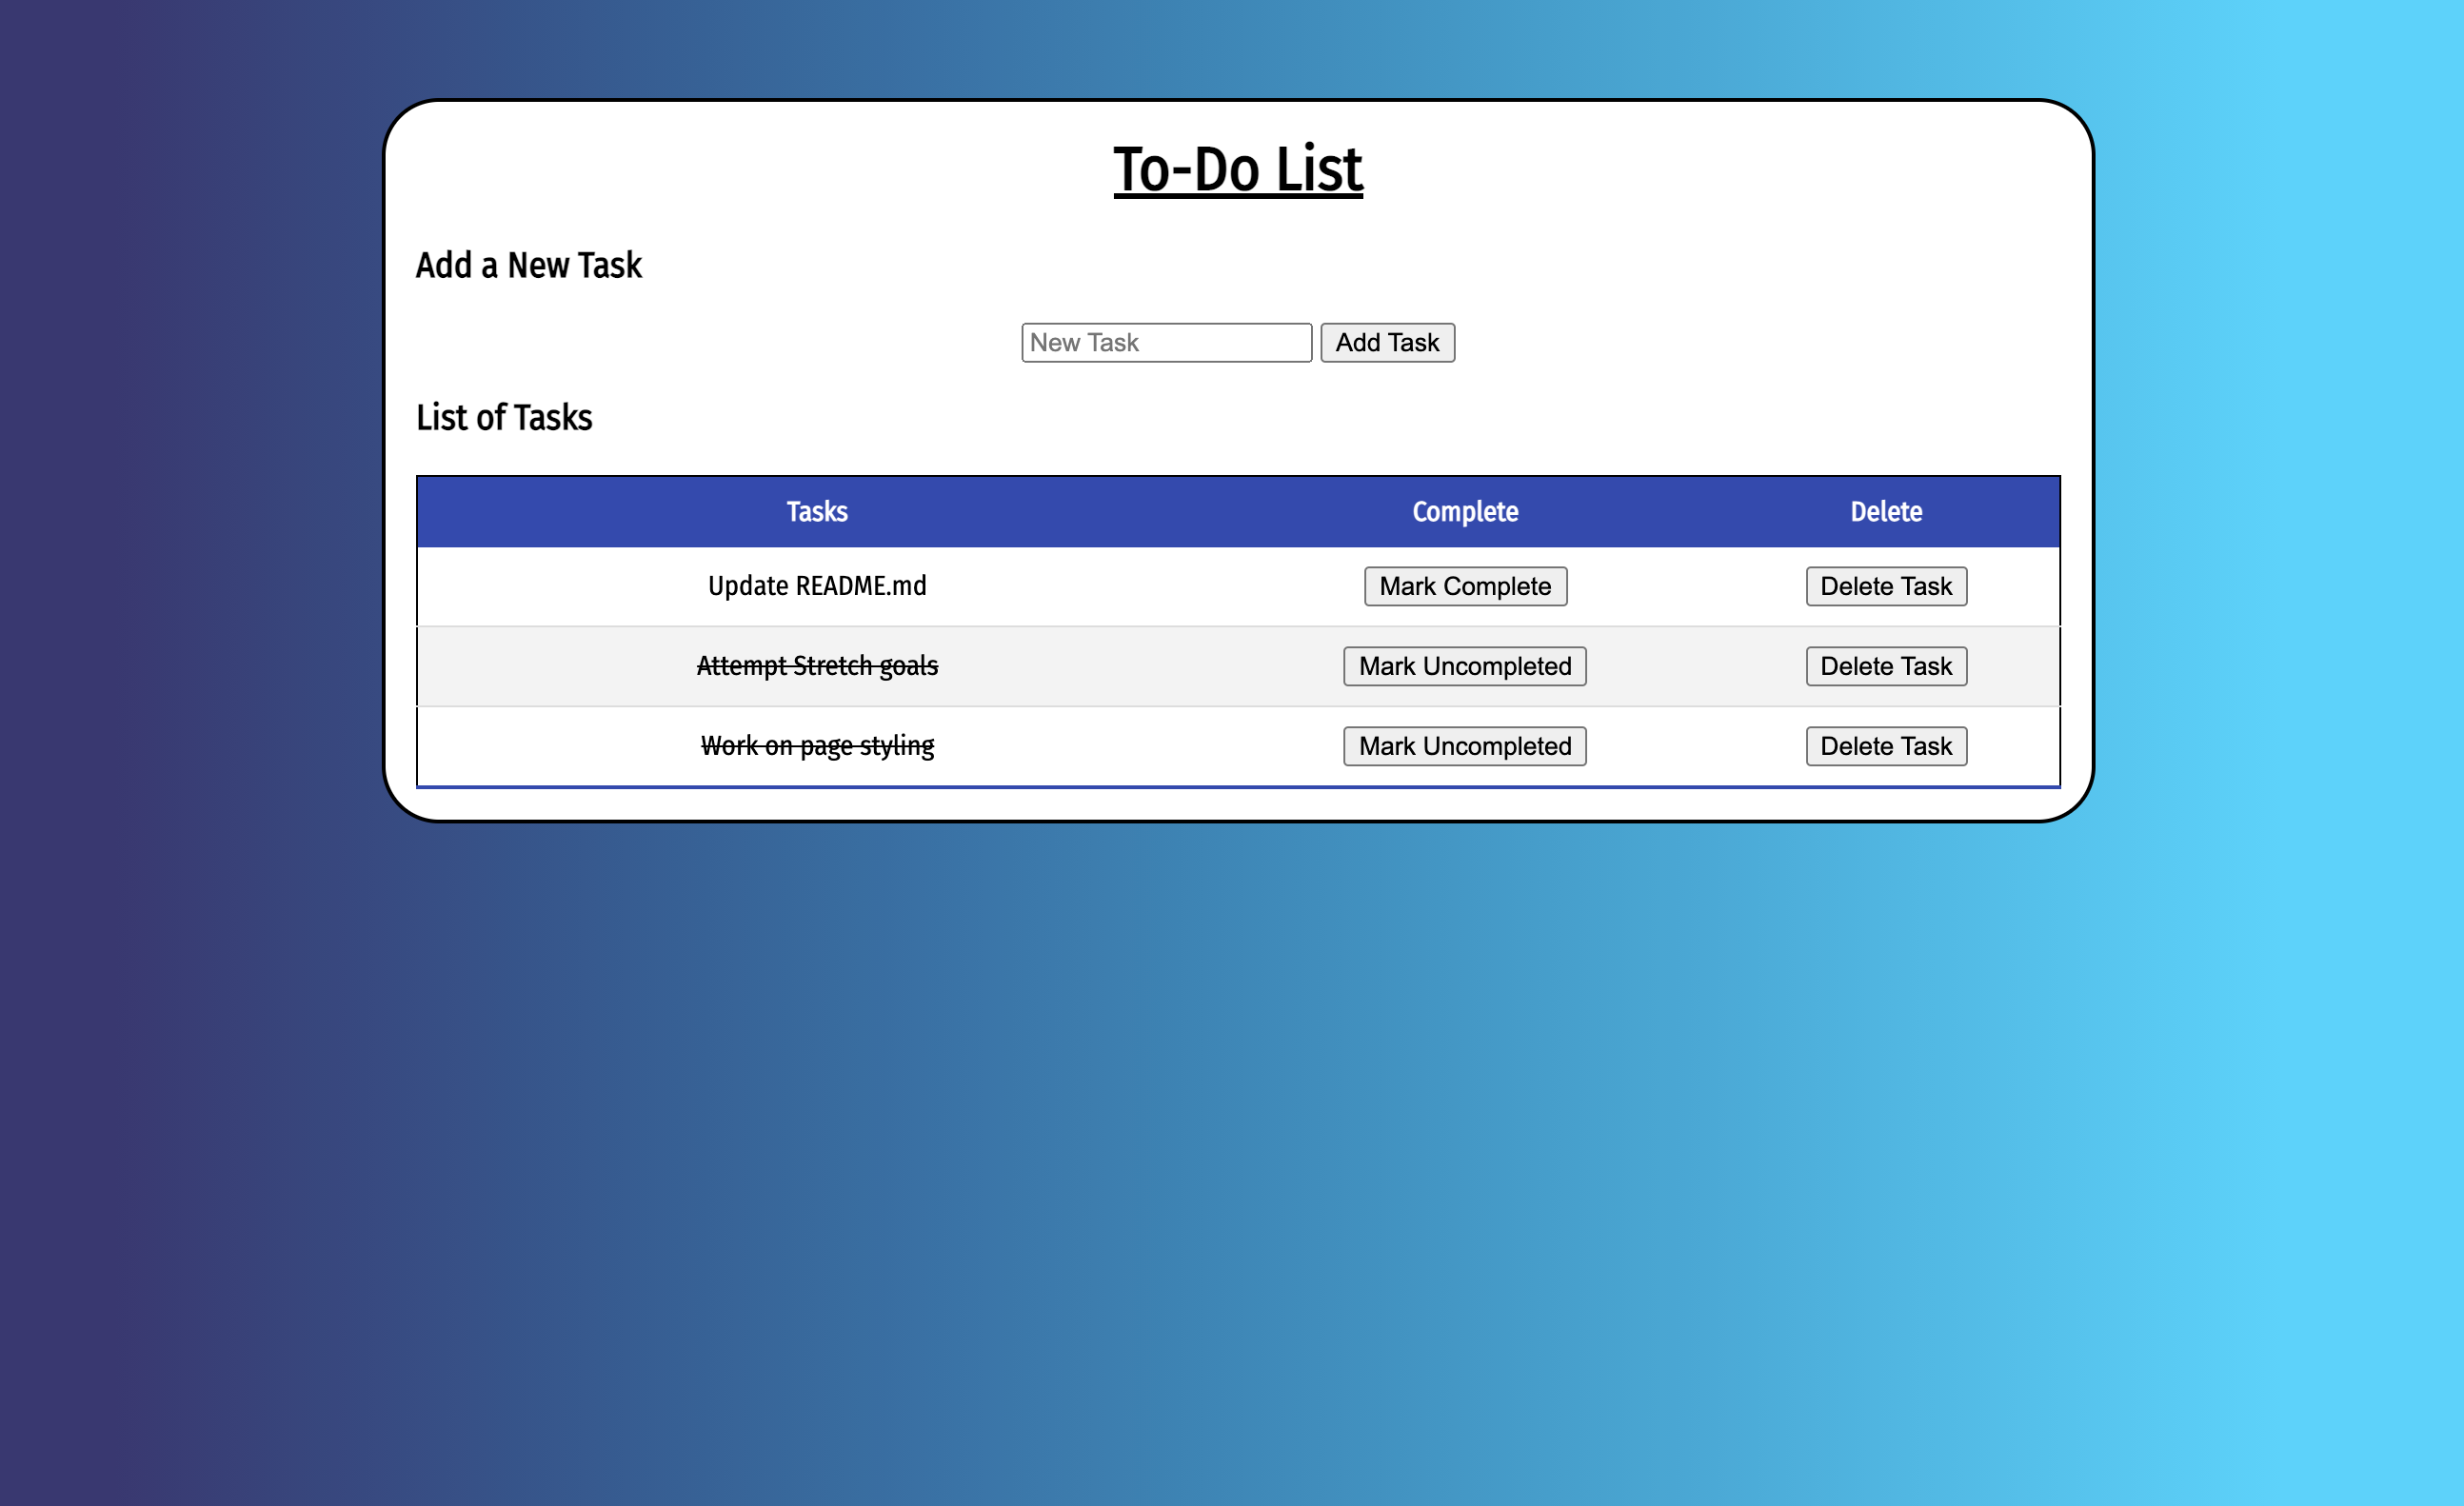 To-Do List
Add a New Task
New Task Add Task
List of Tasks
Tasks Complete Delete
Update README.md Mark Complete Delete Task
Attempt Stretch goals Mark Uncompleted Delete Task
Work on page styling Mark Uncompleted Delete Task